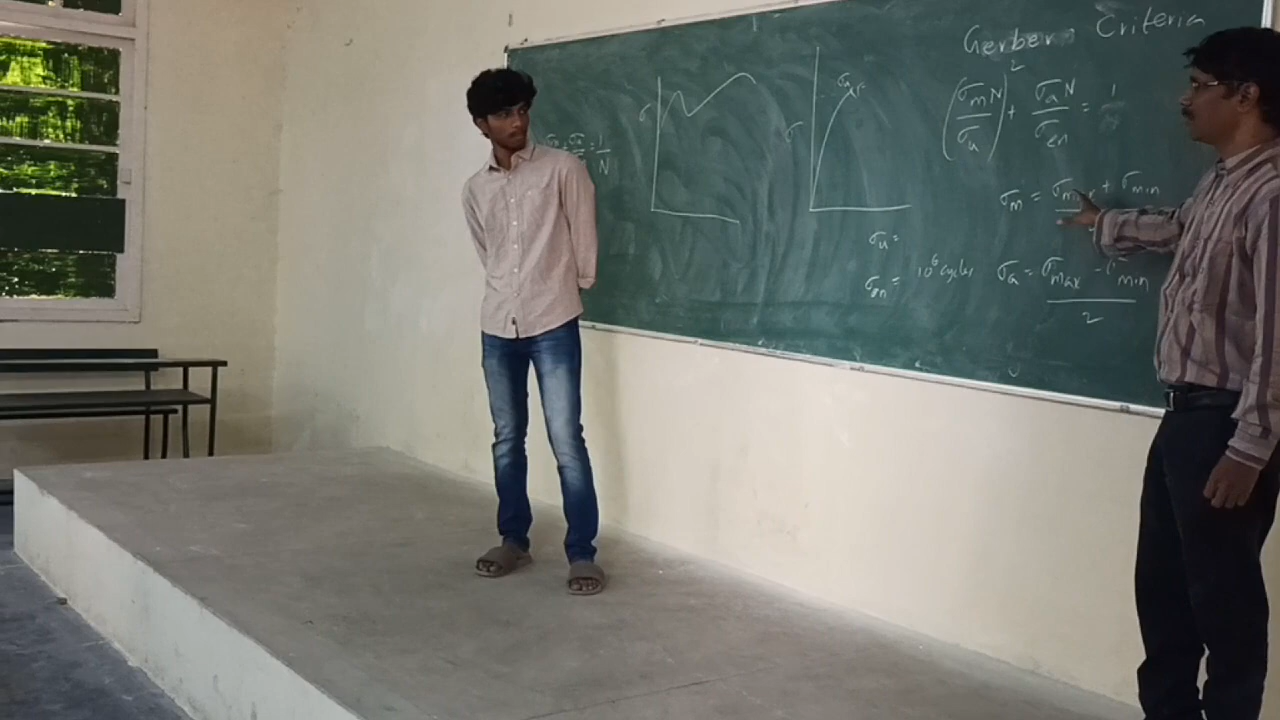 Gerber Criteria
(σmN/σu)² + σaN/σen = 1
σm = σmax + σmin
σa = σmax - σmin / 2
σu =
σen = 10⁶ cycles
σ
σ
1/N